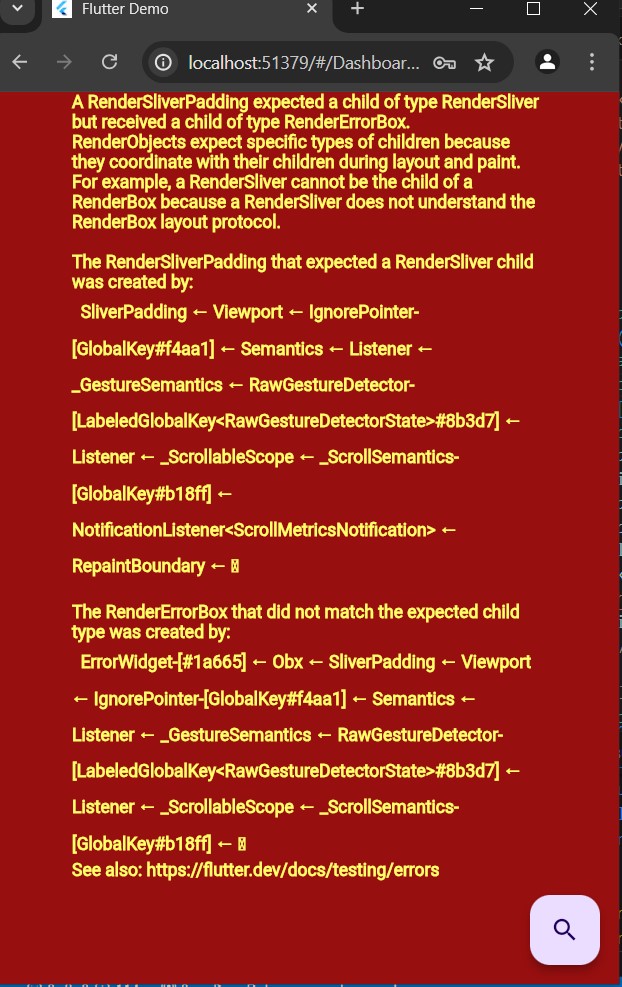 Flutter Demo
localhost:51379/#/Dashboar...
A RenderSliverPadding expected a child of type RenderSliver
but received a child of type RenderErrorBox.
RenderObjects expect specific types of children because
they coordinate with their children during layout and paint.
For example, a RenderSliver cannot be the child of a
RenderBox because a RenderSliver does not understand the
RenderBox layout protocol.
The RenderSliverPadding that expected a RenderSliver child
was created by:
SliverPadding ← Viewport ← IgnorePointer-
[GlobalKey#f4aa1] ← Semantics ← Listener ←
_GestureSemantics ← RawGestureDetector-
[LabeledGlobalKey<RawGestureDetectorState>#8b3d7] ←
Listener ← _ScrollableScope ← _ScrollSemantics-
[GlobalKey#b18ff] ←
NotificationListener<ScrollMetricsNotification> ←
RepaintBoundary ←
The RenderErrorBox that did not match the expected child
type was created by:
ErrorWidget-[#1a665] ← Obx ← SliverPadding ← Viewport
← IgnorePointer-[GlobalKey#f4aa1] ← Semantics ←
Listener ← _GestureSemantics ← RawGestureDetector-
[LabeledGlobalKey<RawGestureDetectorState>#8b3d7] ←
Listener ← _ScrollableScope ← _ScrollSemantics-
[GlobalKey#b18ff] ←
See also: https://flutter.dev/docs/testing/errors